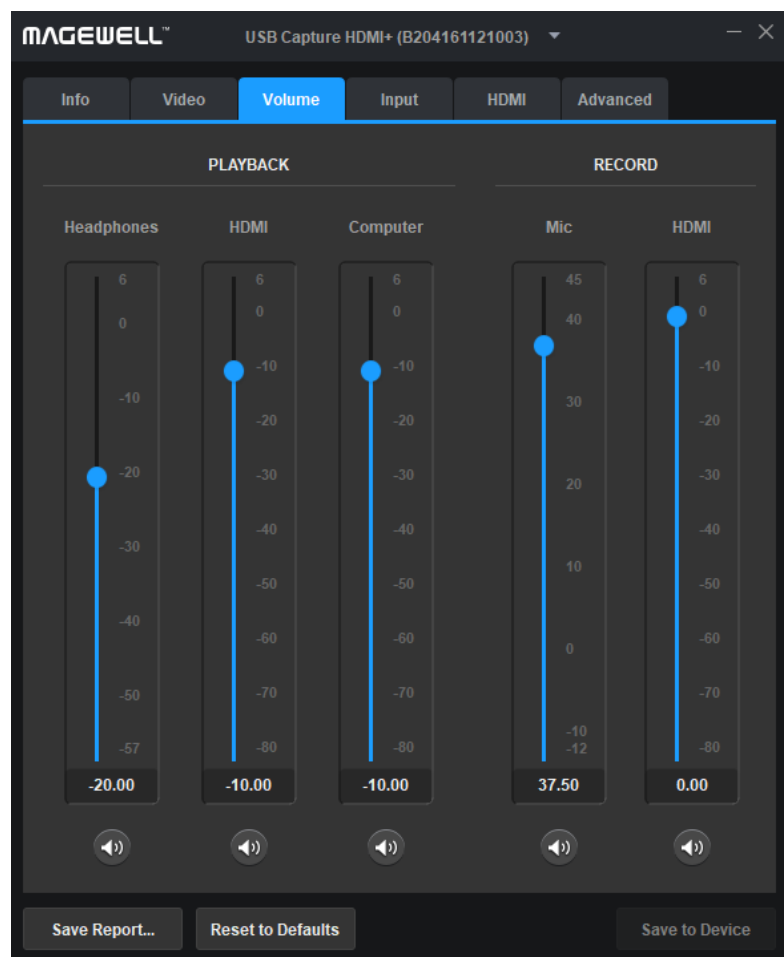 MAGEWELL™ USB Capture HDMI+ (B204161121003)
Info Video Volume Input HDMI Advanced
PLAYBACK RECORD
Headphones HDMI Computer Mic HDMI
6 6 6 45 6
0 0 0 40 0
-10 -10 -10 30 -10
-20 -20 -20 20 -20
-30 -30 -30 10 -30
-40 -40 -40 0 -40
-50 -50 -50 -10 -50
-57 -60 -60 -12 -60
-70 -70 -70
-80 -80 -80
-20.00 -10.00 -10.00 37.50 0.00
Save Report... Reset to Defaults Save to Device